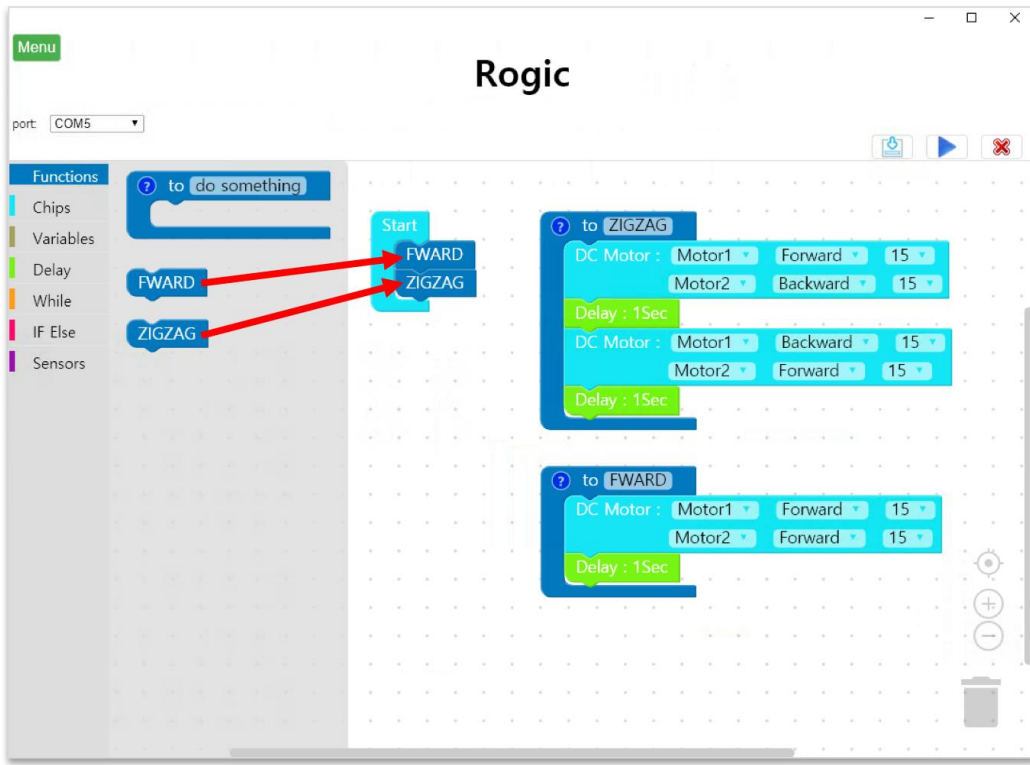 Menu
Rogic
port: COM5
Functions
Chips
Variables
Delay
While
IF Else
Sensors
? to do something
FWARD
ZIGZAG
Start
FWARD
ZIGZAG
? to ZIGZAG
DC Motor : Motor1 Forward 15
Motor2 Backward 15
Delay : 1Sec
DC Motor : Motor1 Backward 15
Motor2 Forward 15
Delay : 1Sec
? to FWARD
DC Motor : Motor1 Forward 15
Motor2 Forward 15
Delay : 1Sec